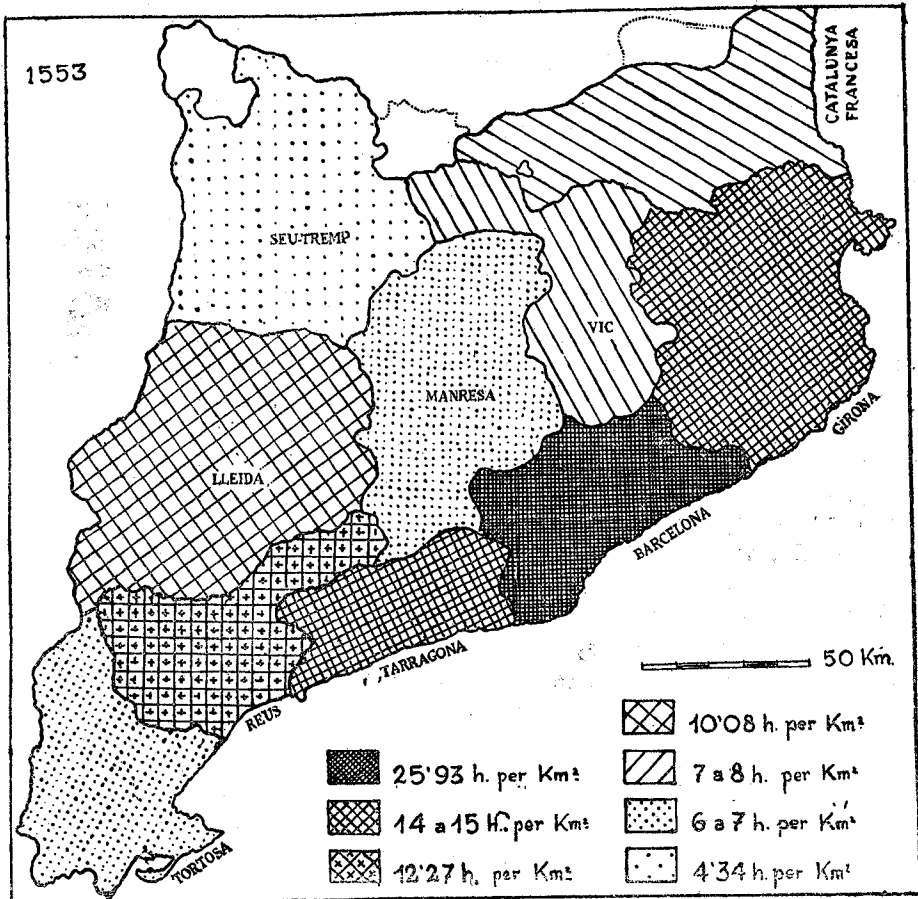 1553
CATALUNYA
FRANCESA
SEU-TREMP
VIC
MANRESA
GIRONA
LLEIDA
BARCELONA
TARRAGONA
REUS
TORTOSA
50 Km.
10'08 h. per Km²
25'93 h. per Km²
7 a 8 h. per Km²
14 a 15 h. per Km²
6 a 7 h. per Km²
12'27 h. per Km²
4'34 h. per Km²